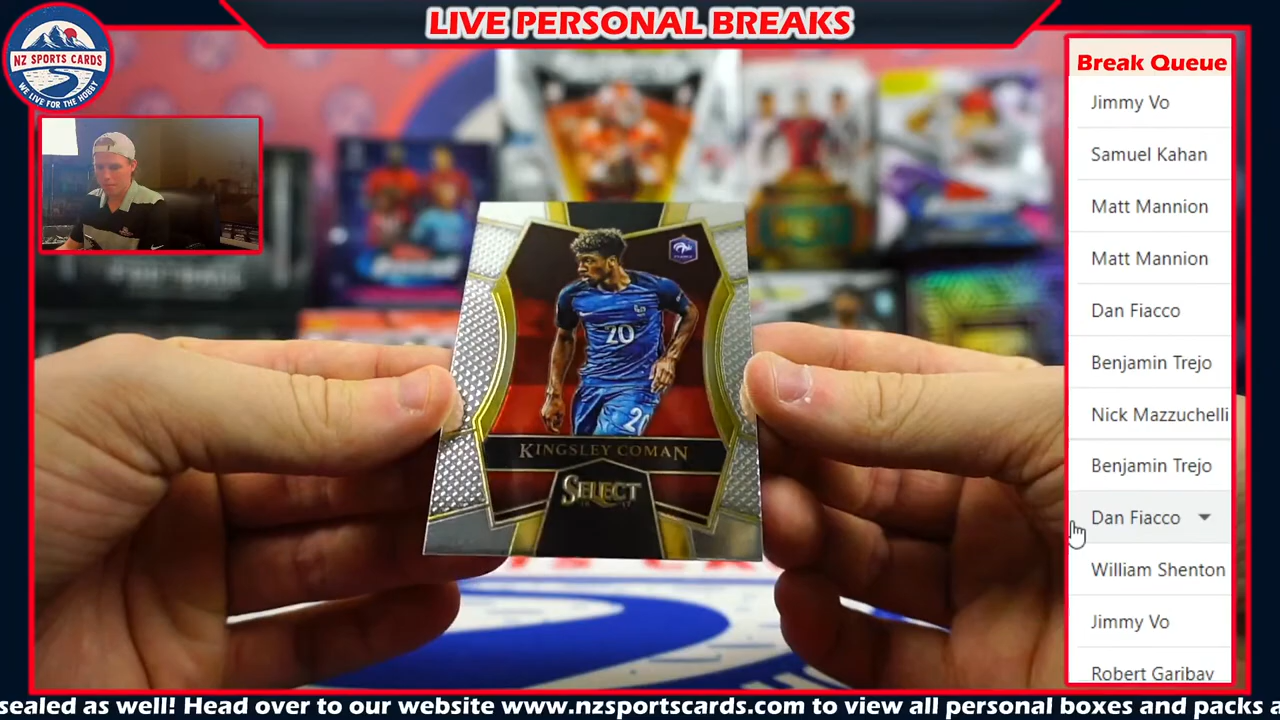 LIVE PERSONAL BREAKS
NZ SPORTS CARDS
WE LIVE FOR THE HOBBY
Break Queue
Jimmy Vo
Samuel Kahan
Matt Mannion
Matt Mannion
Dan Fiacco
Benjamin Trejo
Nick Mazzuchelli
Benjamin Trejo
Dan Fiacco
William Shenton
Jimmy Vo
Robert Garibay
FRANCE
20
20
KINGSLEY COMAN
SELECT
sealed as well! Head over to our website www.nzsportscards.com to view all personal boxes and packs a